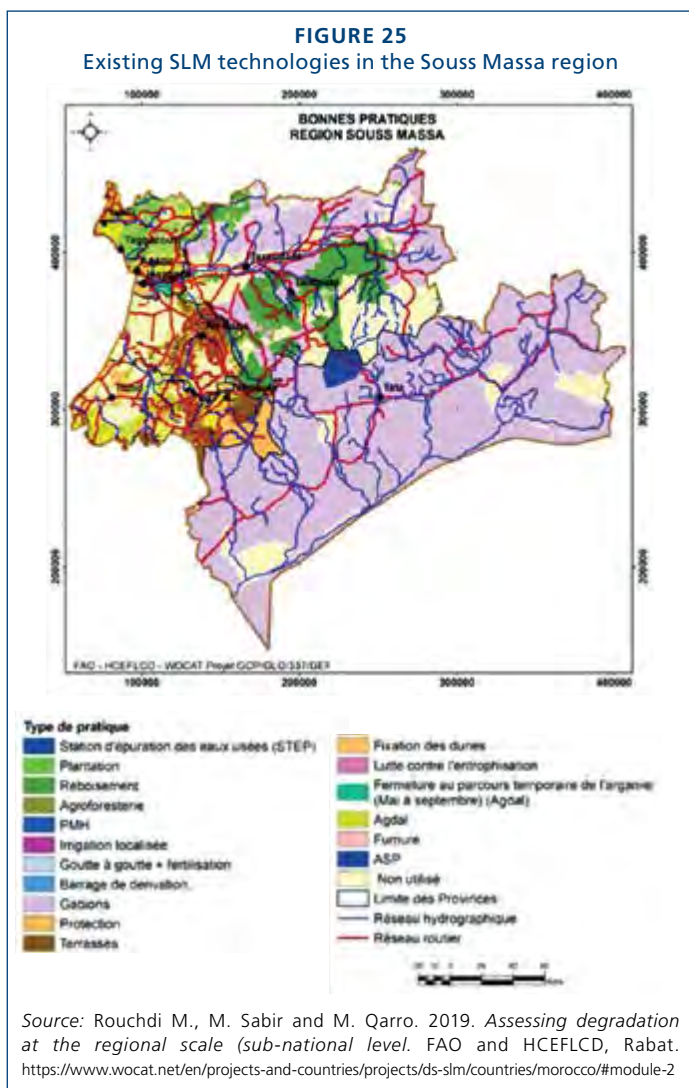 FIGURE 25
Existing SLM technologies in the Souss Massa region
100000 200000 300000 400000
BONNES PRATIQUES
REGION SOUSS MASSA
400000 400000
300000 300000
200000 200000
Tata
FAO - HCEFLCD - WOCAT Projet GCP/GLO/337/GEF
100000 200000 300000 400000
Type de pratique
Station d'épuration des eaux usées (STEP)
Plantation
Reboisement
Agroforesterie
PMH
Irrigation localisée
Goutte à goutte + fertilisation
Barrage de derivation
Gabions
Protection
Terrasses
Fixation des dunes
Lutte contre l'entrophisation
Fermeture au parcours temporaire de l'arganier
(Mai à septembre) (Agdal)
Agdal
Fumure
ASP
Non utilisé
Limite des Provinces
Réseau hydrographique
Réseau routier
Source: Rouchdi M., M. Sabir and M. Qarro. 2019. Assessing degradation
at the regional scale (sub-national level. FAO and HCEFLCD, Rabat.
https://www.wocat.net/en/projects-and-countries/projects/ds-slm/countries/morocco/#module-2